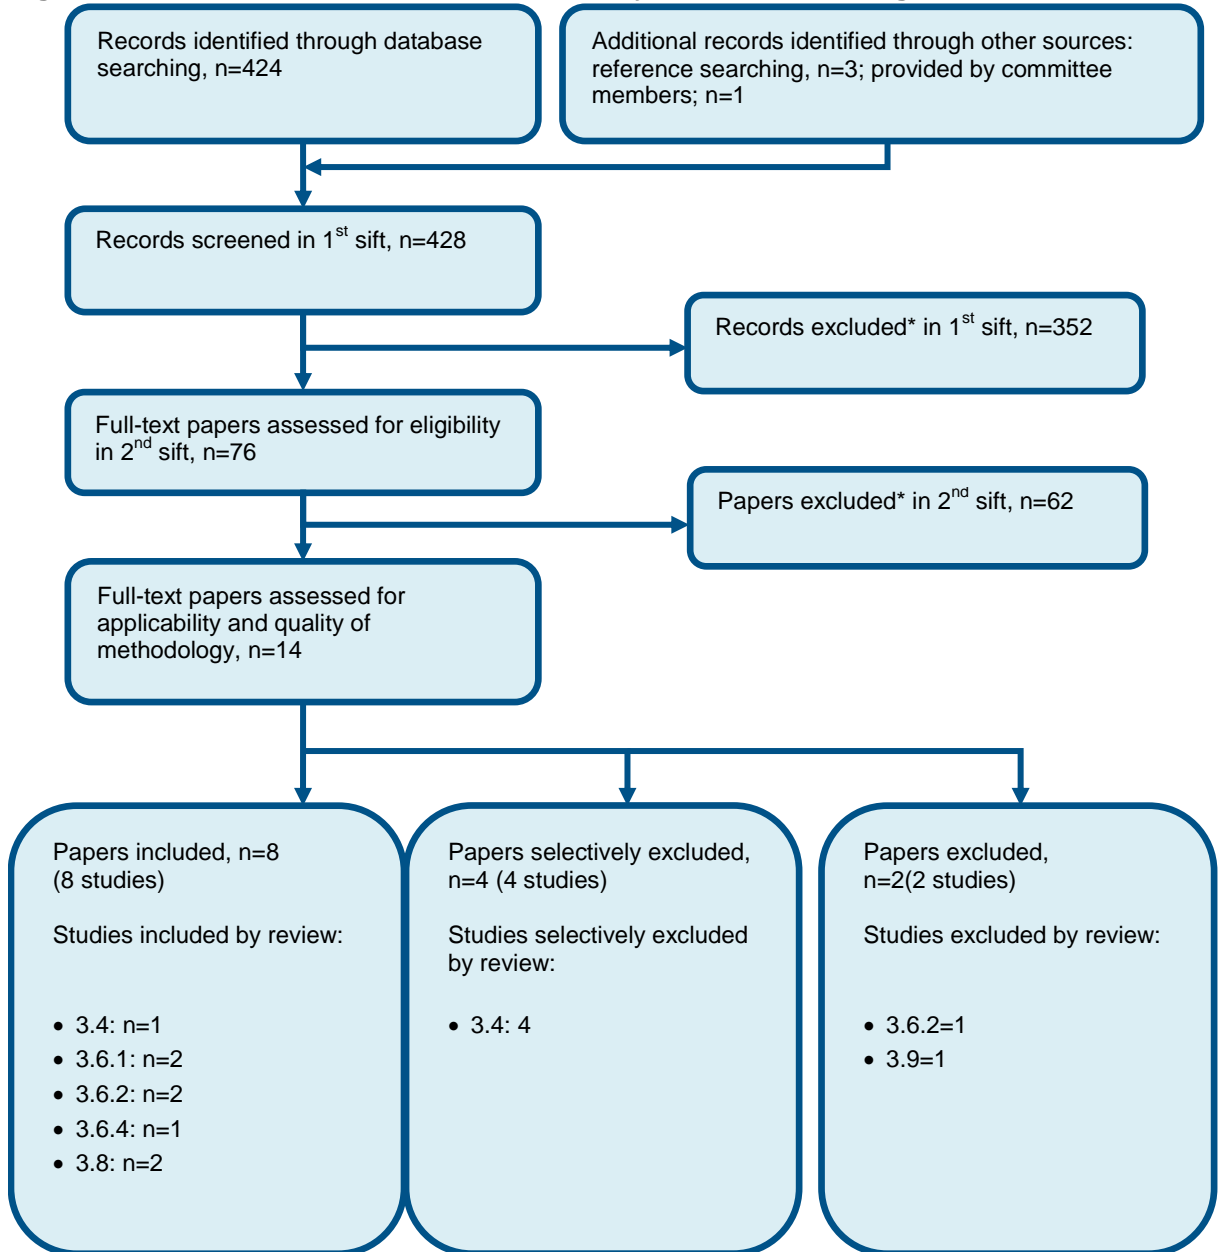 Records identified through database
searching, n=424
Additional records identified through other sources:
reference searching, n=3; provided by committee
members; n=1
Records screened in 1st sift, n=428
Records excluded* in 1st sift, n=352
Full-text papers assessed for eligibility
in 2nd sift, n=76
Papers excluded* in 2nd sift, n=62
Full-text papers assessed for
applicability and quality of
methodology, n=14
Papers included, n=8
(8 studies)
Studies included by review:
• 3.4: n=1
• 3.6.1: n=2
• 3.6.2: n=2
• 3.6.4: n=1
• 3.8: n=2
Papers selectively excluded,
n=4 (4 studies)
Studies selectively excluded
by review:
• 3.4: 4
Papers excluded,
n=2(2 studies)
Studies excluded by review:
• 3.6.2=1
• 3.9=1